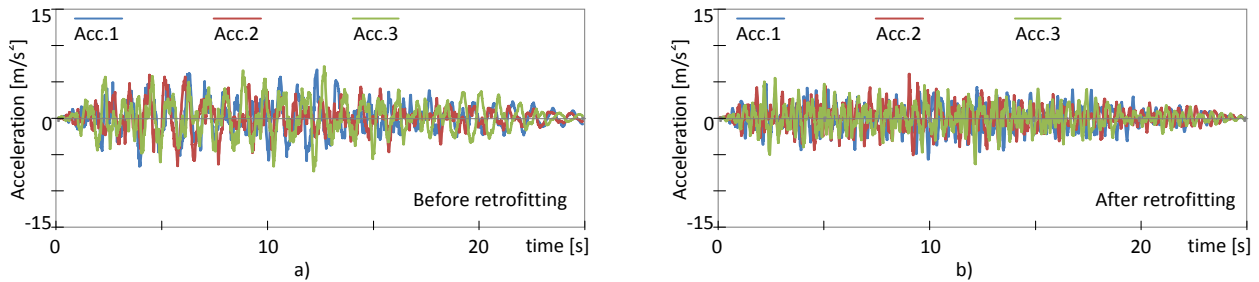 15
Acc.1 Acc.2 Acc.3
Acceleration [m/s²]
0
Before retrofitting
-15
0 10 20 time [s]
a)
15
Acc.1 Acc.2 Acc.3
Acceleration [m/s²]
0
After retrofitting
-15
0 10 20 time [s]
b)